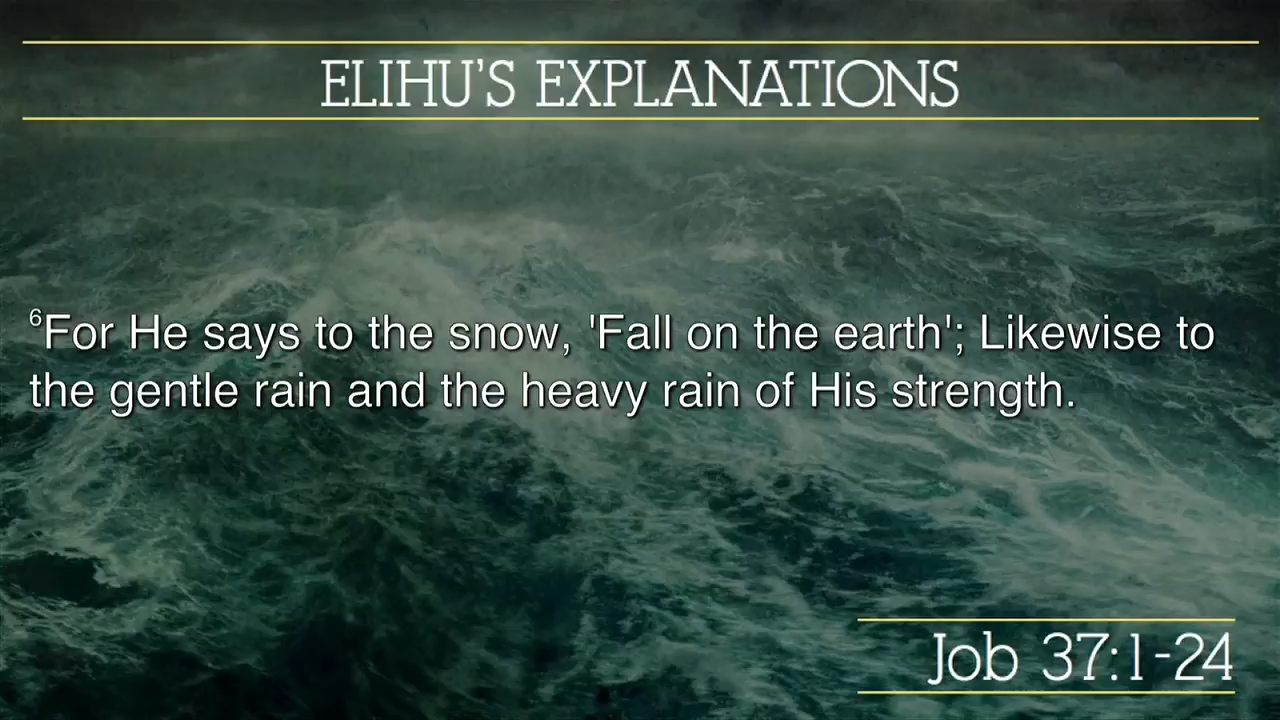 ELIHU'S EXPLANATIONS
6For He says to the snow, 'Fall on the earth'; Likewise to
the gentle rain and the heavy rain of His strength.
Job 37:1-24